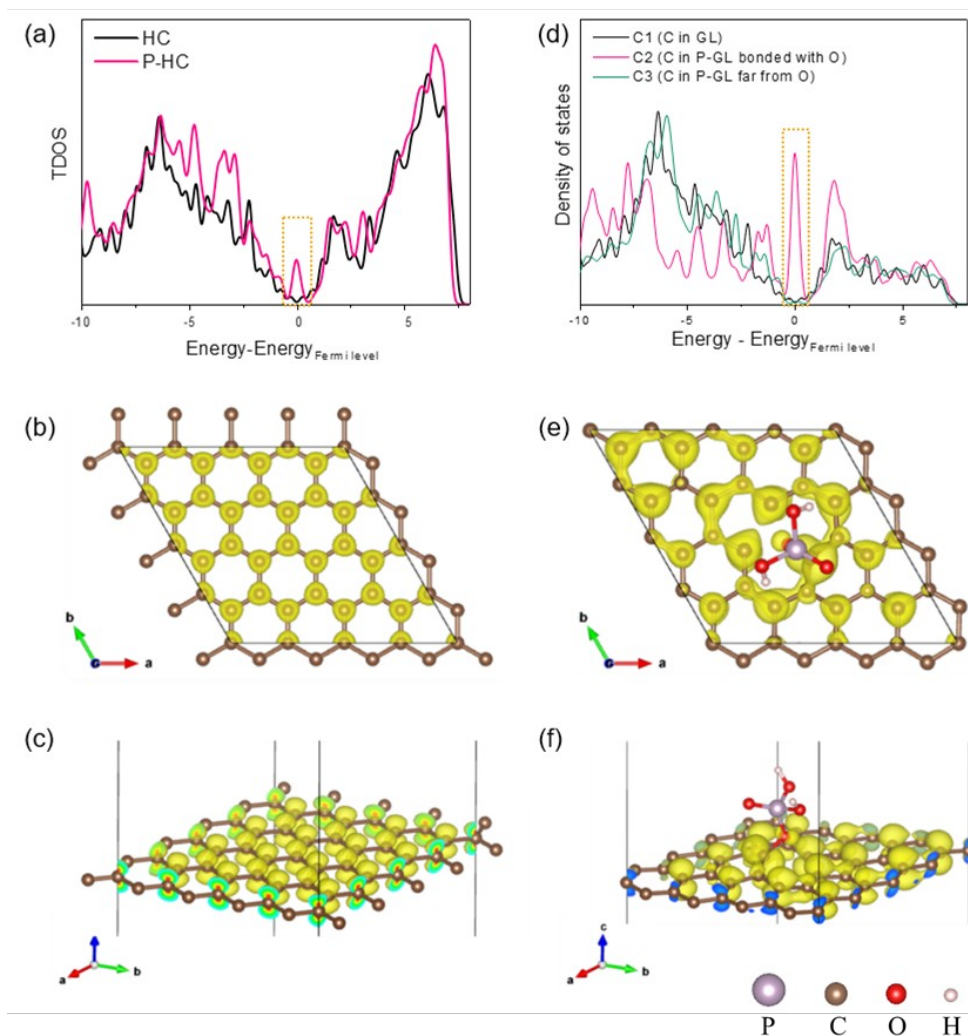 (a)
HC
P-HC
TDOS
-10
-5
0
5
Energy-Energy Fermi level
(d)
C1 (C in GL)
C2 (C in P-GL bonded with O)
C3 (C in P-GL far from O)
Density of states
-10
-5
0
5
Energy - Energy Fermi level
(b)
b
a
(e)
b
a
(c)
a
b
(f)
c
a
b
P
C
O
H